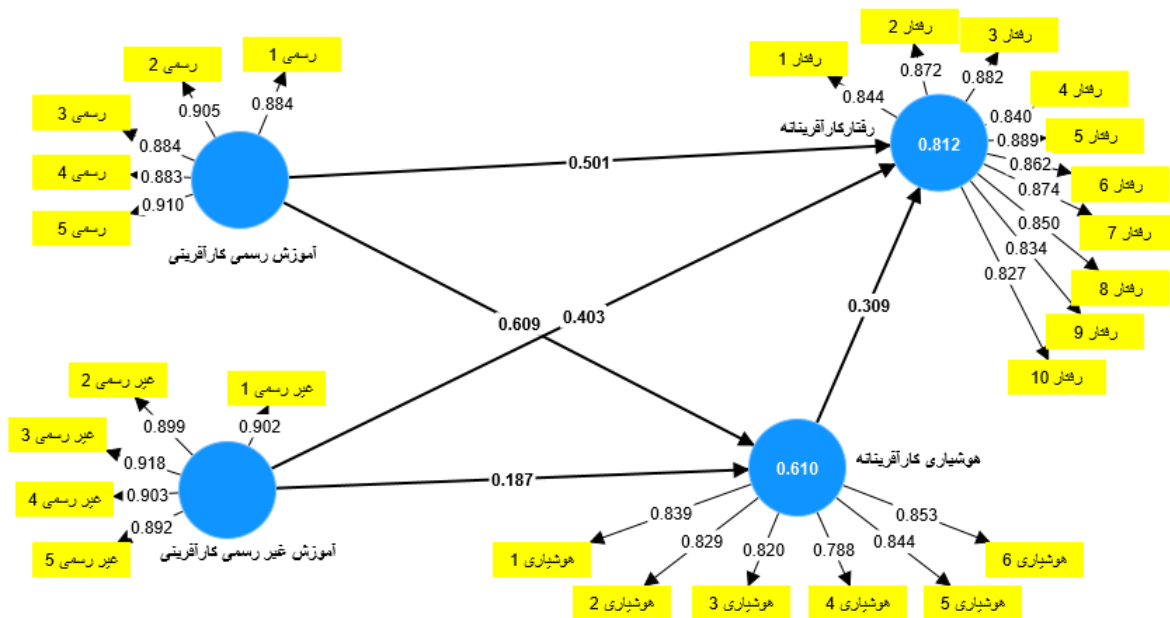 رسمی 1
رسمی 2
رسمی 3
رسمی 4
رسمی 5
0.884
0.905
0.884
0.883
0.910
آموزش رسمی کارآفرینی
رفتار 1
رفتار 2
رفتار 3
رفتار 4
رفتار 5
رفتار 6
رفتار 7
رفتار 8
رفتار 9
رفتار 10
0.844
0.872
0.882
0.840
0.889
0.862
0.874
0.850
0.834
0.827
رفتارکارآفرینانه
0.812
0.501
0.403
0.609
0.309
0.187
غیر رسمی 1
غیر رسمی 2
غیر رسمی 3
غیر رسمی 4
غیر رسمی 5
0.902
0.899
0.918
0.903
0.892
آموزش غیر رسمی کارآفرینی
هوشیاری کارآفرینانه
0.610
0.839
0.829
0.820
0.788
0.844
0.853
هوشیاری 1
هوشیاری 2
هوشیاری 3
هوشیاری 4
هوشیاری 5
هوشیاری 6